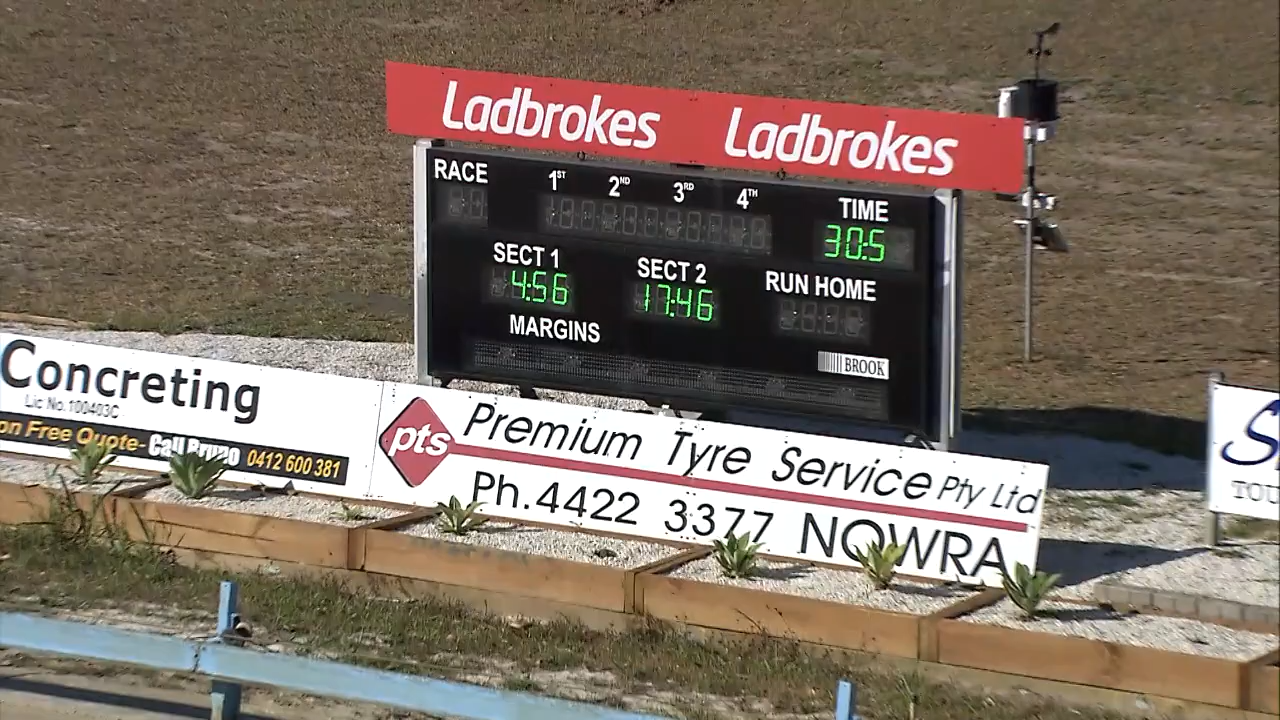 Ladbrokes Ladbrokes
RACE 1ST 2ND 3RD 4TH TIME
30:5
SECT 1 SECT 2 RUN HOME
4:56 17:46
MARGINS
BROOK
Concreting
Lic No.100403C
on Free Quote- Call Bruno 0412 600 381
pts Premium Tyre Service Pty Ltd
Ph.4422 3377 NOWRA
S
TOU